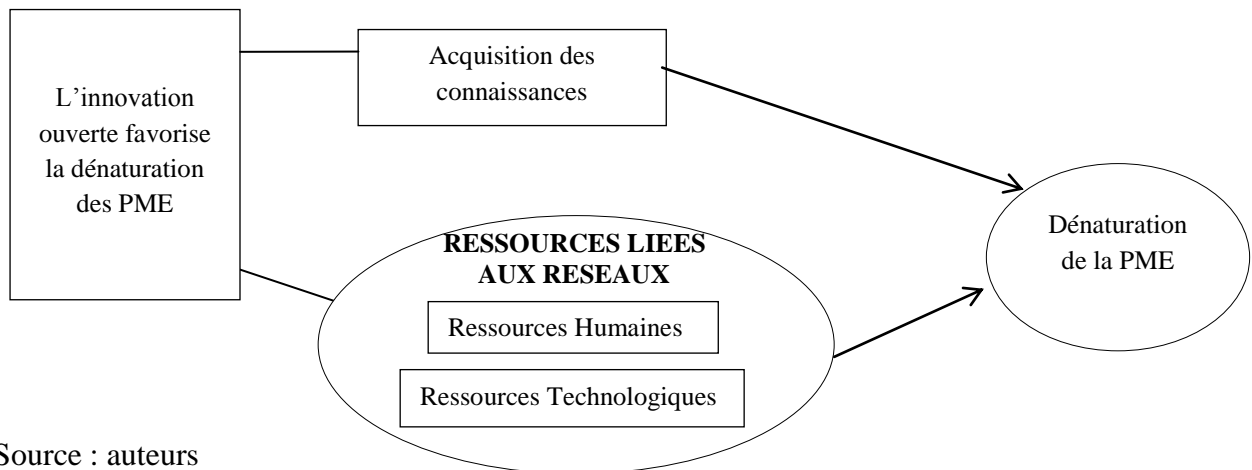 L'innovation
ouverte favorise
la dénaturation
des PME
Acquisition des
connaissances
RESSOURCES LIEES
AUX RESEAUX
Ressources Humaines
Ressources Technologiques
Dénaturation
de la PME
Source : auteurs